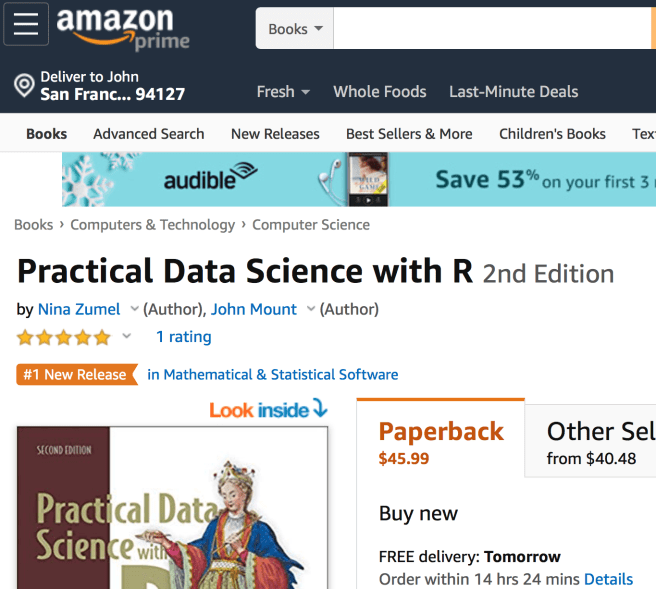 amazon
prime
Books
Deliver to John
San Franc... 94127
Fresh Whole Foods Last-Minute Deals
Books Advanced Search New Releases Best Sellers & More Children's Books Tex
audible Save 53% on your first 3
Books › Computers & Technology › Computer Science
Practical Data Science with R 2nd Edition
by Nina Zumel (Author), John Mount (Author)
1 rating
#1 New Release in Mathematical & Statistical Software
Look inside
Paperback
$45.99
Other Sel
from $40.48
SECOND EDITION
Practical Data
Science with
R
Buy new
FREE delivery: Tomorrow
Order within 14 hrs 24 mins Details